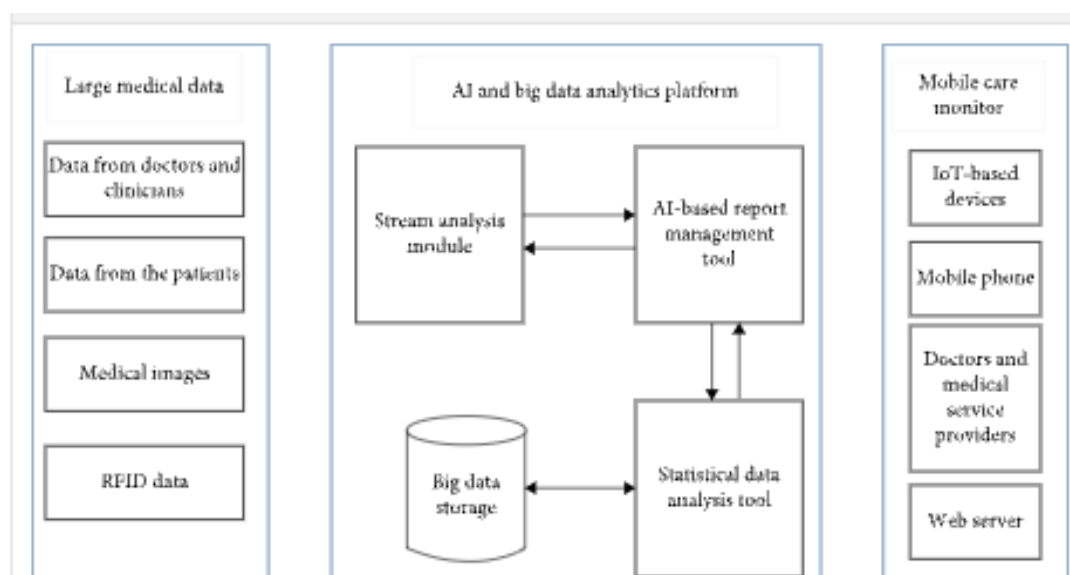 Large medical data
Data from doctors and
clinicians
Data from the patients
Medical images
RFID data
AI and big data analytics platform
Stream analysis
module
AI-based report
management
tool
Big data
storage
Statistical data
analysis tool
Mobile care
monitor
IoT-based
devices
Mobile phone
Doctors and
medical
service
providers
Web server